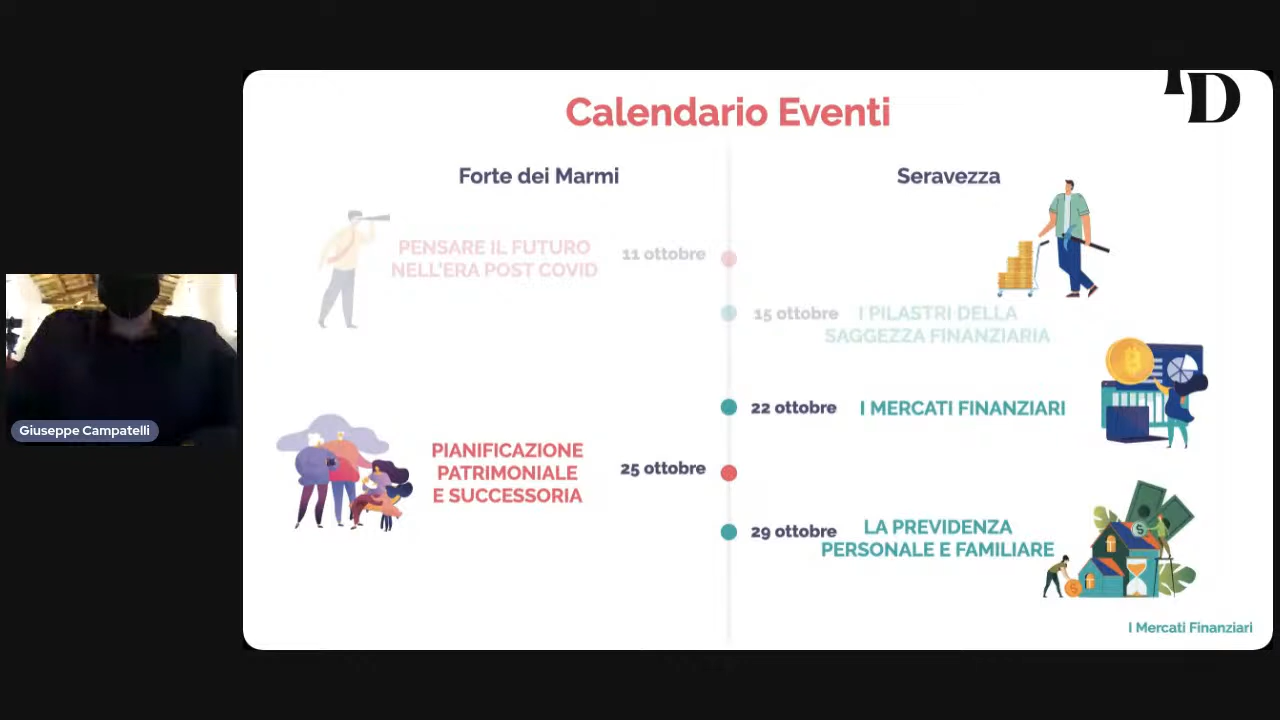 Calendario Eventi
D
Forte dei Marmi
Seravezza
PENSARE IL FUTURO
NELL'ERA POST COVID
11 ottobre
15 ottobre
I PILASTRI DELLA
SAGGEZZA FINANZIARIA
22 ottobre
I MERCATI FINANZIARI
PIANIFICAZIONE
PATRIMONIALE
E SUCCESSORIA
25 ottobre
29 ottobre
LA PREVIDENZA
PERSONALE E FAMILIARE
I Mercati Finanziari
Giuseppe Campatelli